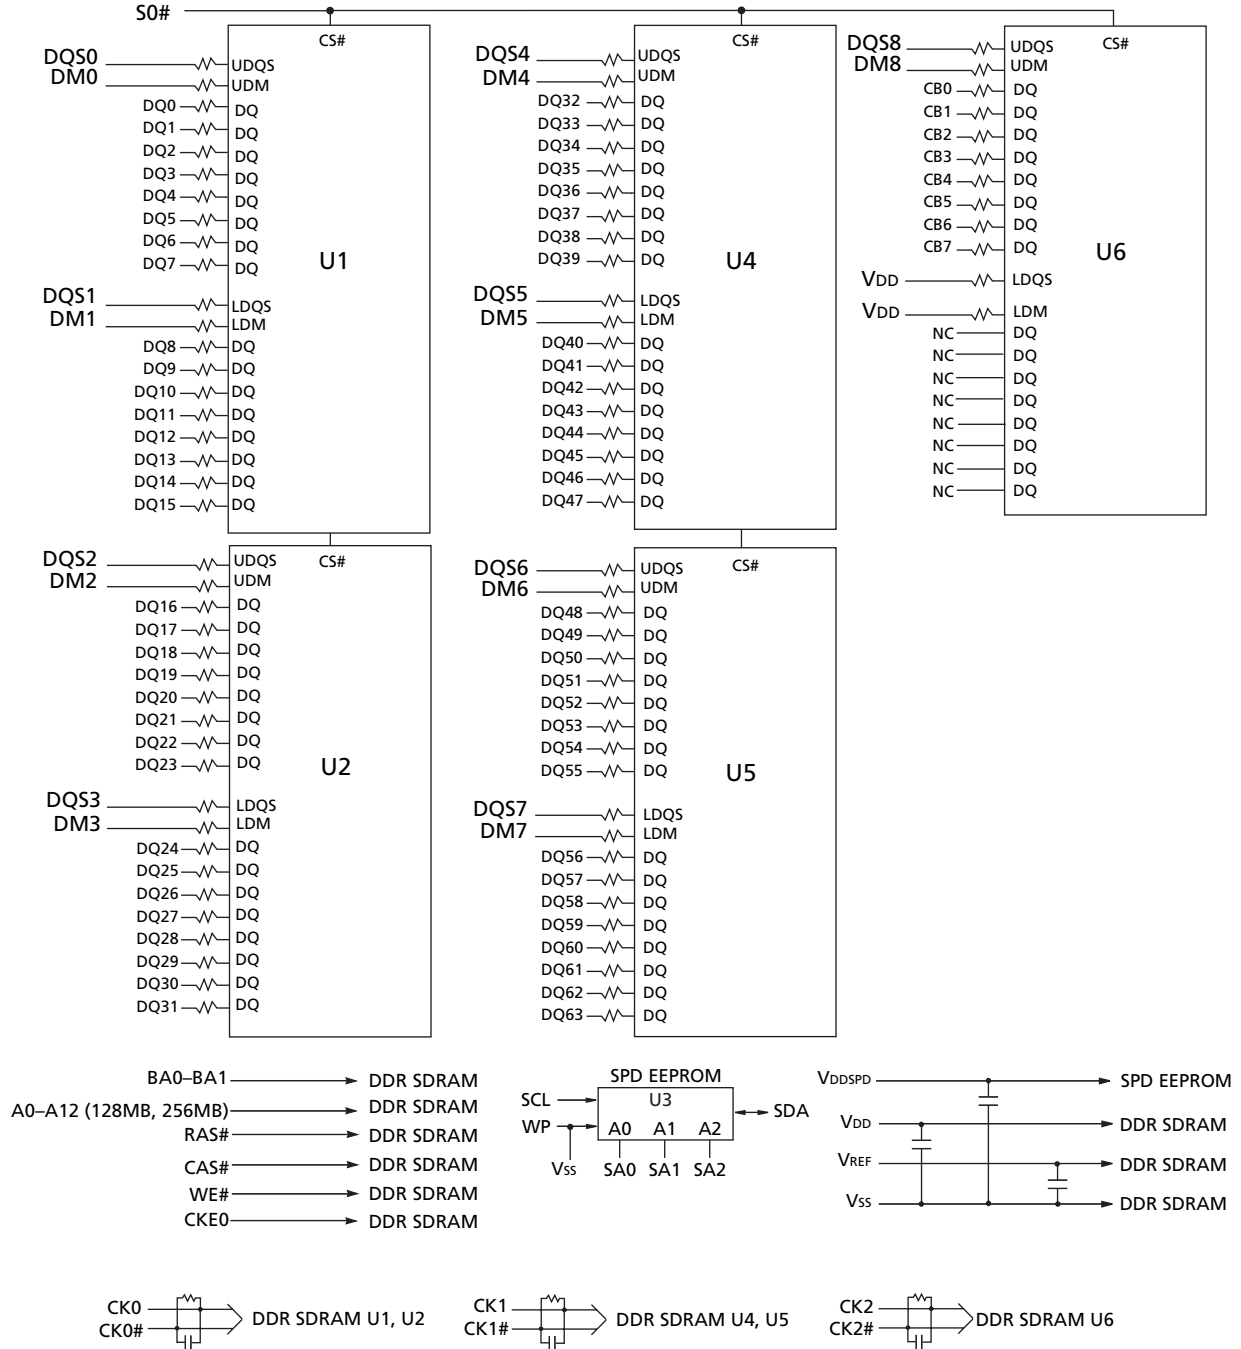 S0#
CS#
DQS0 UDQS
DM0 UDM
DQ0 DQ
DQ1 DQ
DQ2 DQ
DQ3 DQ
DQ4 DQ
DQ5 DQ
DQ6 DQ
DQ7 DQ
U1
DQS1 LDQS
DM1 LDM
DQ8 DQ
DQ9 DQ
DQ10 DQ
DQ11 DQ
DQ12 DQ
DQ13 DQ
DQ14 DQ
DQ15 DQ
CS#
DQS2 UDQS
DM2 UDM
DQ16 DQ
DQ17 DQ
DQ18 DQ
DQ19 DQ
DQ20 DQ
DQ21 DQ
DQ22 DQ
DQ23 DQ
U2
DQS3 LDQS
DM3 LDM
DQ24 DQ
DQ25 DQ
DQ26 DQ
DQ27 DQ
DQ28 DQ
DQ29 DQ
DQ30 DQ
DQ31 DQ
CS#
DQS4 UDQS
DM4 UDM
DQ32 DQ
DQ33 DQ
DQ34 DQ
DQ35 DQ
DQ36 DQ
DQ37 DQ
DQ38 DQ
DQ39 DQ
U4
DQS5 LDQS
DM5 LDM
DQ40 DQ
DQ41 DQ
DQ42 DQ
DQ43 DQ
DQ44 DQ
DQ45 DQ
DQ46 DQ
DQ47 DQ
CS#
DQS6 UDQS
DM6 UDM
DQ48 DQ
DQ49 DQ
DQ50 DQ
DQ51 DQ
DQ52 DQ
DQ53 DQ
DQ54 DQ
DQ55 DQ
U5
DQS7 LDQS
DM7 LDM
DQ56 DQ
DQ57 DQ
DQ58 DQ
DQ59 DQ
DQ60 DQ
DQ61 DQ
DQ62 DQ
DQ63 DQ
CS#
DQS8 UDQS
DM8 UDM
CB0 DQ
CB1 DQ
CB2 DQ
CB3 DQ
CB4 DQ
CB5 DQ
CB6 DQ
CB7 DQ
U6
VDD LDQS
VDD LDM
NC DQ
NC DQ
NC DQ
NC DQ
NC DQ
NC DQ
NC DQ
NC DQ
BA0–BA1 DDR SDRAM
A0–A12 (128MB, 256MB) DDR SDRAM
RAS# DDR SDRAM
CAS# DDR SDRAM
WE# DDR SDRAM
CKE0 DDR SDRAM
SPD EEPROM
SCL U3 SDA
WP A0 A1 A2
VSS SA0 SA1 SA2
VDDSPD SPD EEPROM
VDD DDR SDRAM
VREF DDR SDRAM
VSS DDR SDRAM
CK0
CK0# DDR SDRAM U1, U2
CK1
CK1# DDR SDRAM U4, U5
CK2
CK2# DDR SDRAM U6